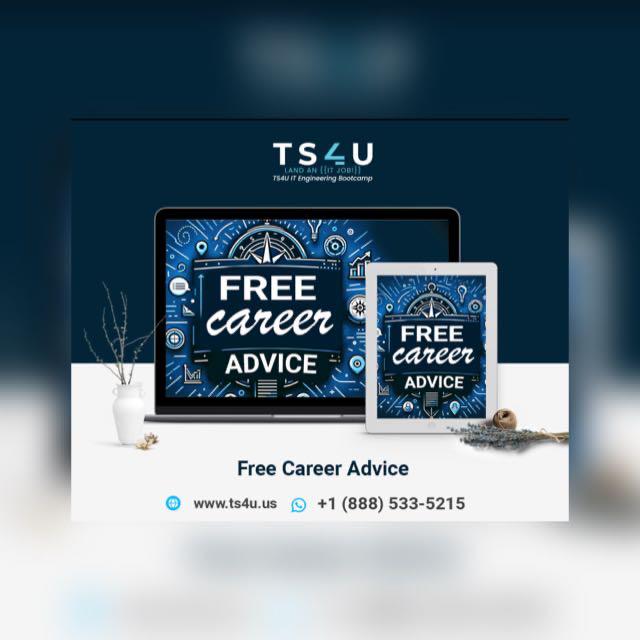 TS4U
LAND AN {{IT JOB!}}
TS4U IT Engineering Bootcamp
FREE
career
ADVICE
FREE
career
ADVICE
Free Career Advice
www.ts4u.us +1 (888) 533-5215